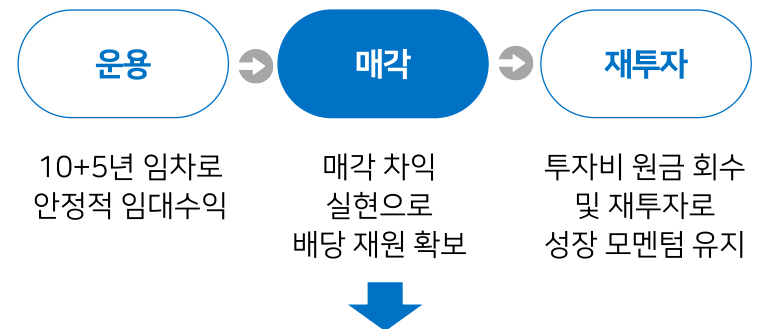 운용
매각
재투자
10+5년 임차로
안정적 임대수익
매각 차익
실현으로
배당 재원 확보
투자비 원금 회수
및 재투자로
성장 모멘텀 유지